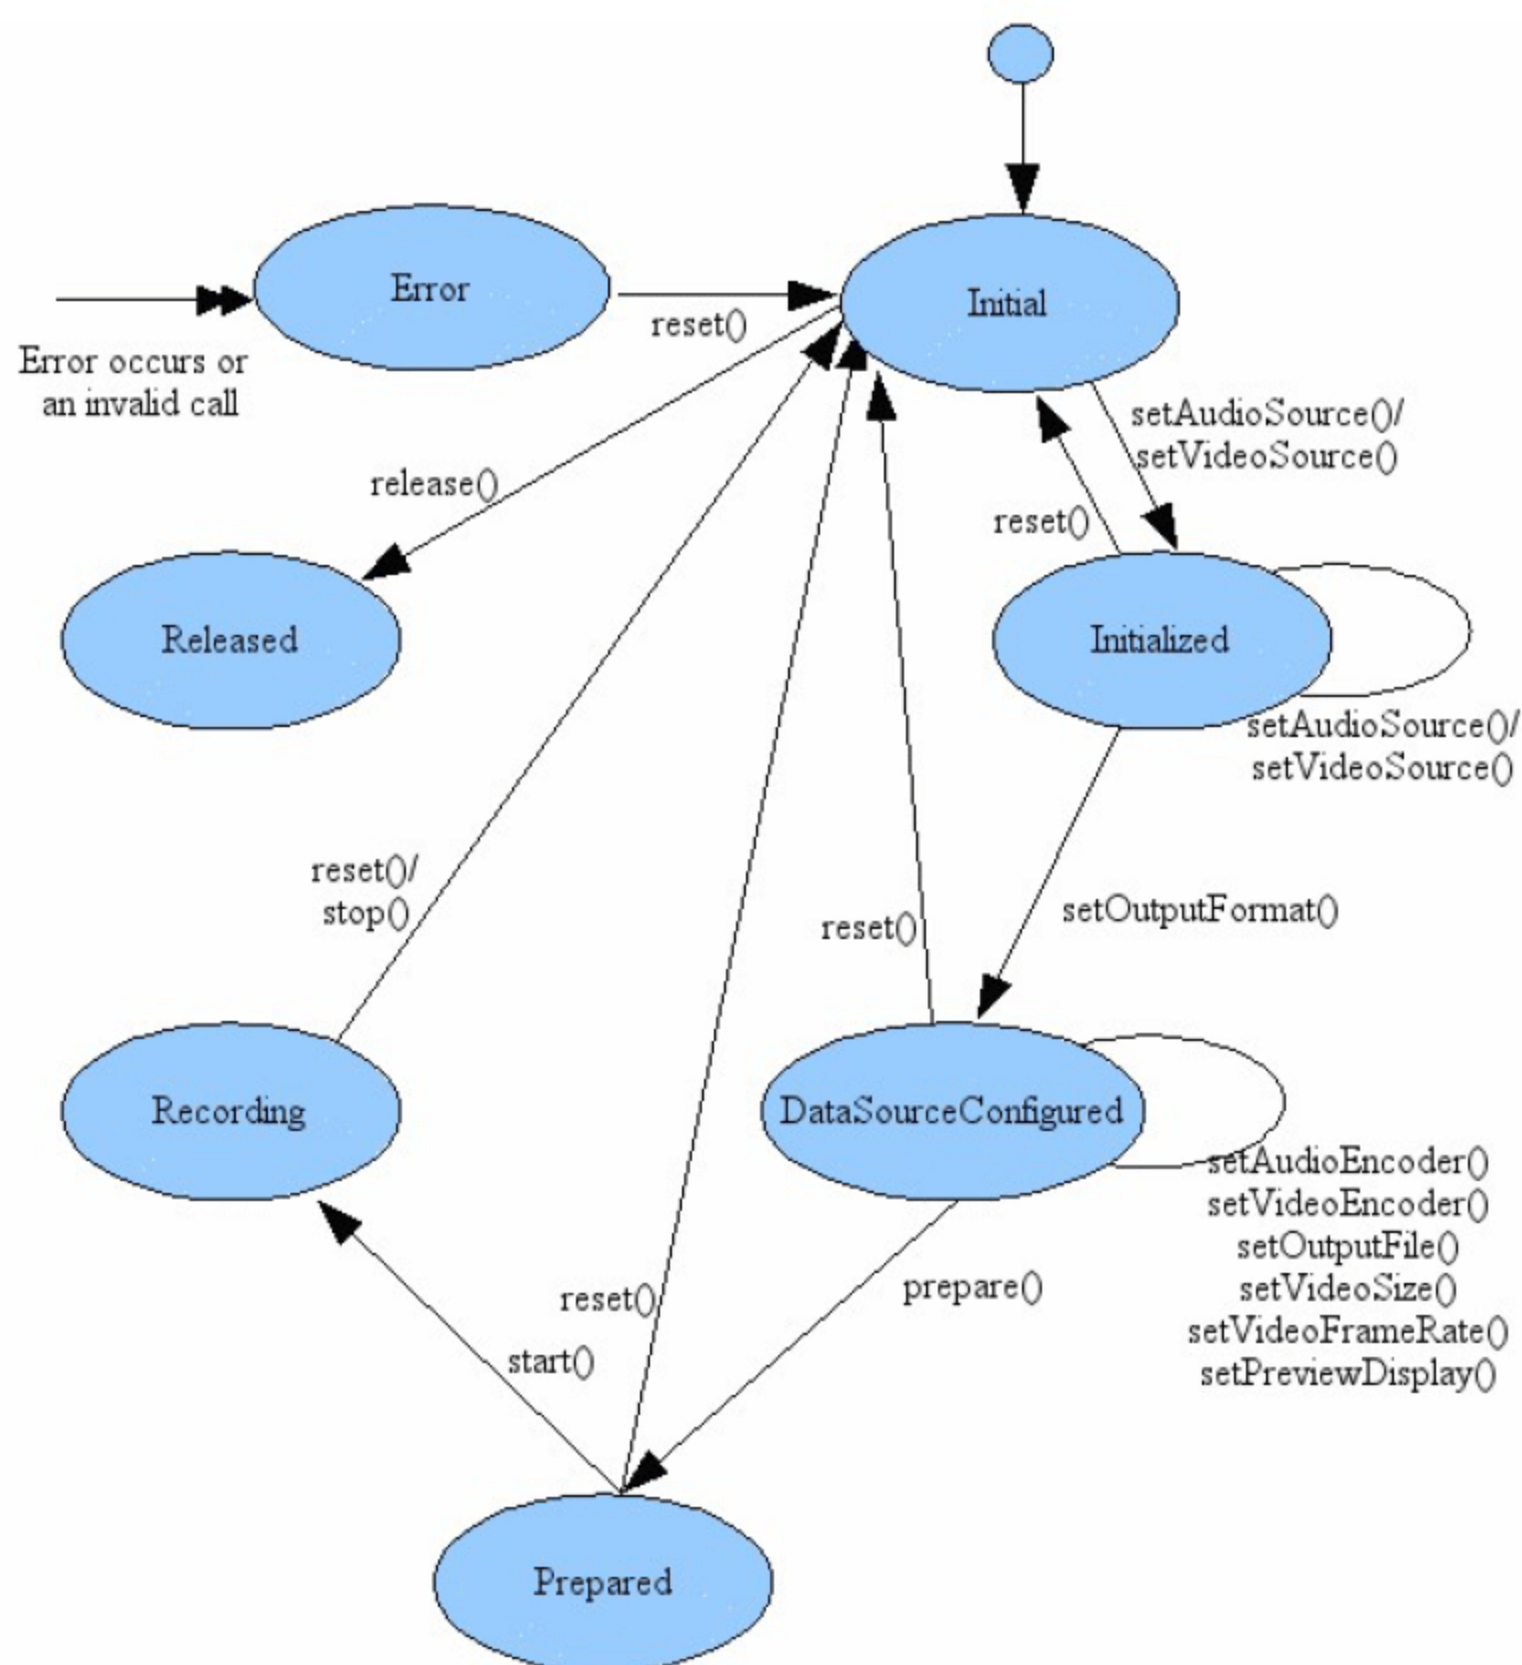 Error
Initial
reset()
Error occurs or
an invalid call
setAudioSource()/
setVideoSource()
release()
reset()
Released
Initialized
setAudioSource()/
setVideoSource()
reset()/
stop()
setOutputFormat()
reset()
Recording
DataSourceConfigured
setAudioEncoder()
setVideoEncoder()
setOutputFile()
setVideoSize()
setVideoFrameRate()
setPreviewDisplay()
prepare()
reset()
start()
Prepared